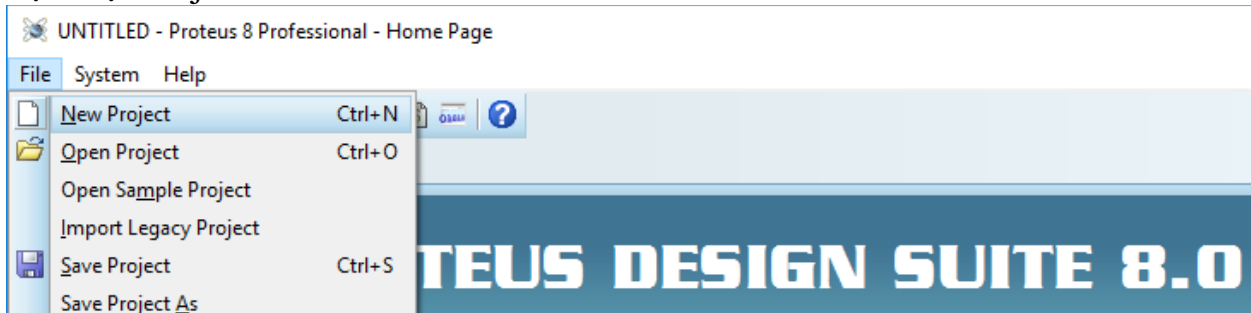 UNTITLED - Proteus 8 Professional - Home Page
File System Help
New Project Ctrl+N
Open Project Ctrl+O
Open Sample Project
Import Legacy Project
Save Project Ctrl+S
Save Project As
TEUS DESIGN SUITE 8.0